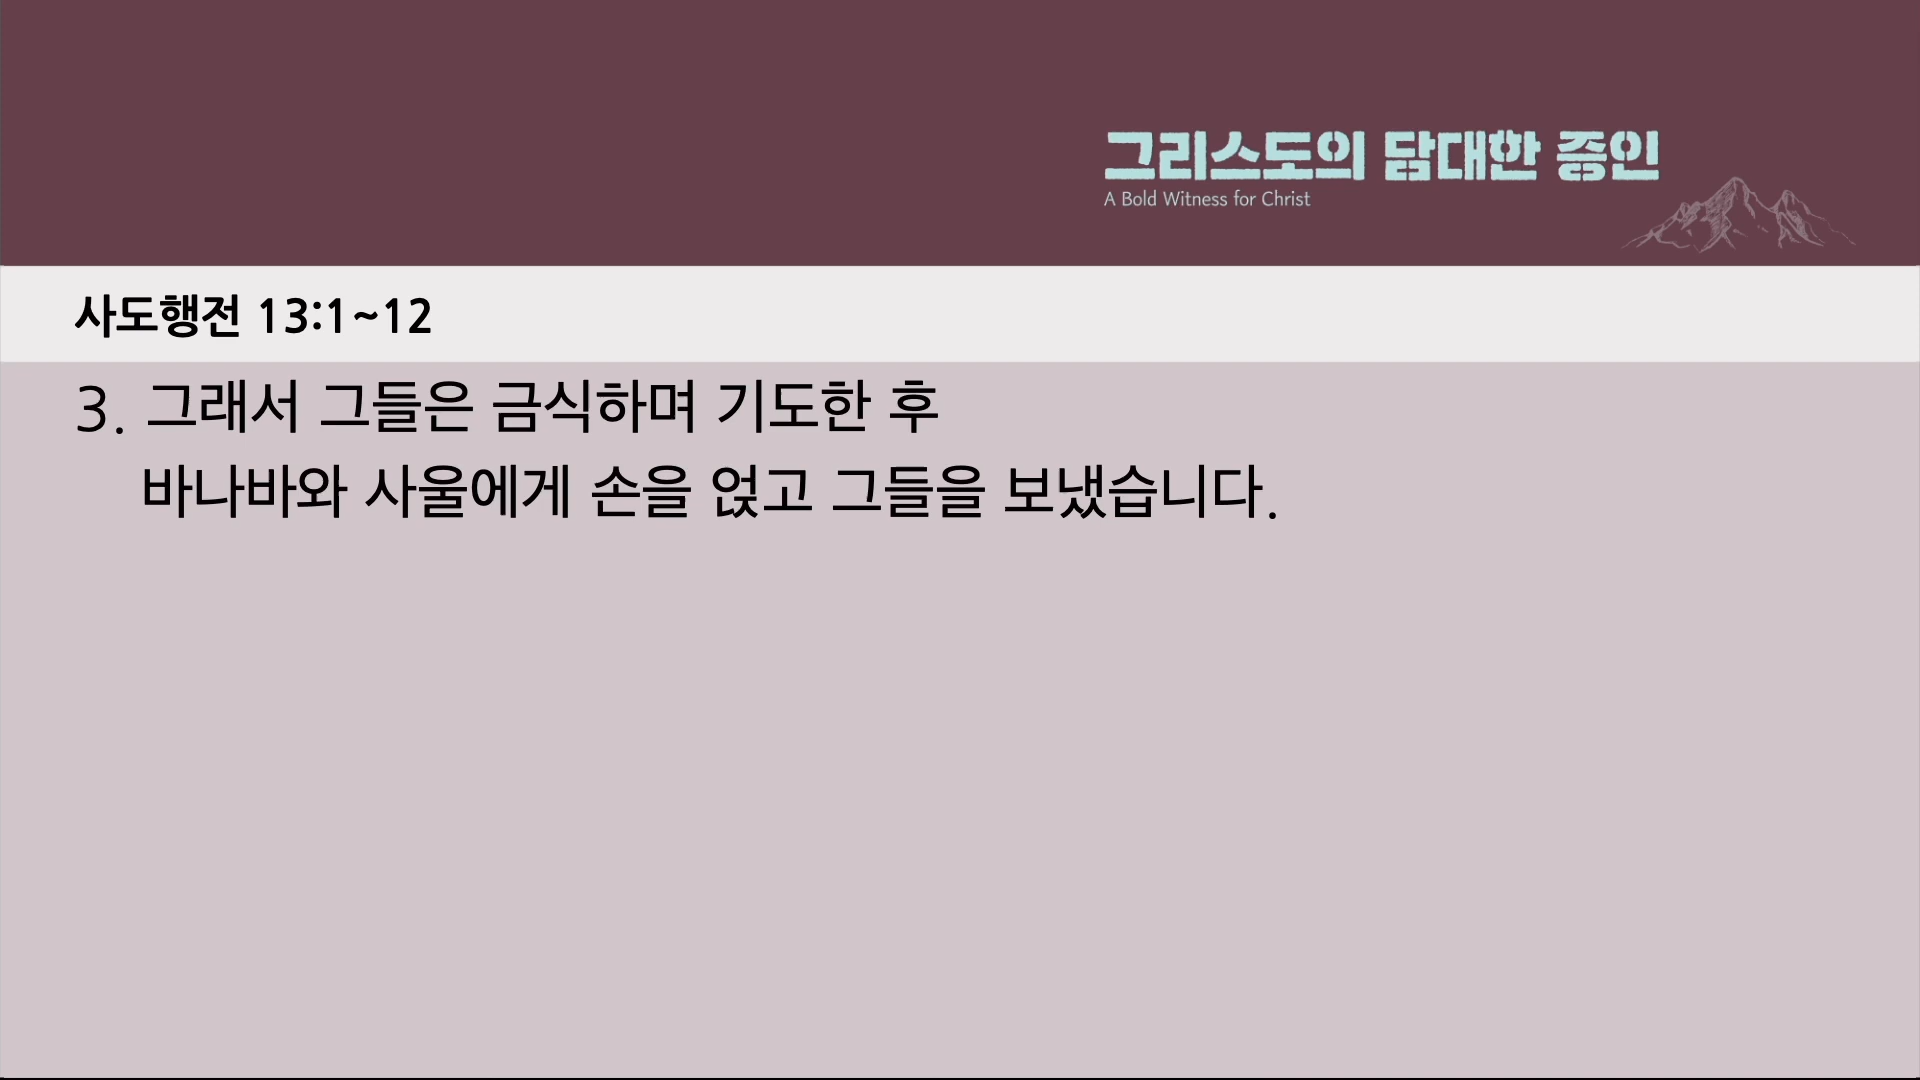 그리스도의 담대한 증인
A Bold Witness for Christ
사도행전 13:1~12
3. 그래서 그들은 금식하며 기도한 후
바나바와 사울에게 손을 얹고 그들을 보냈습니다.